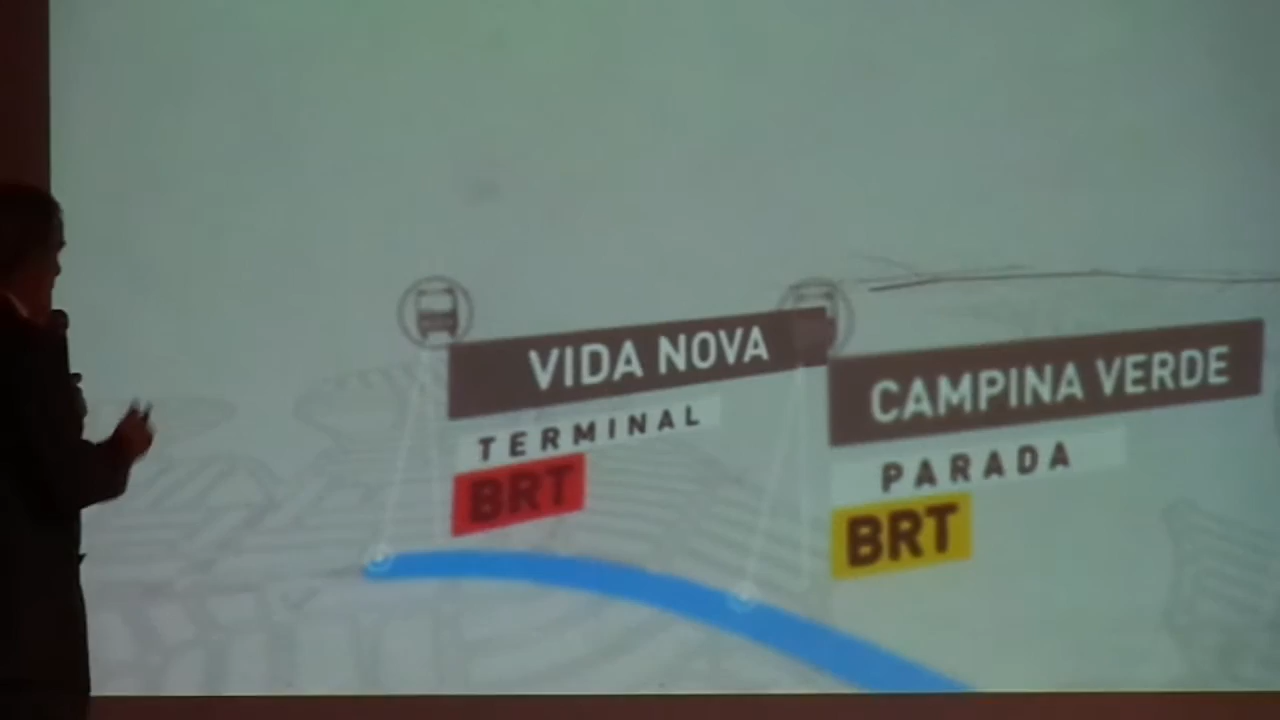 VIDA NOVA
TERMINAL
BRT
CAMPINA VERDE
PARADA
BRT